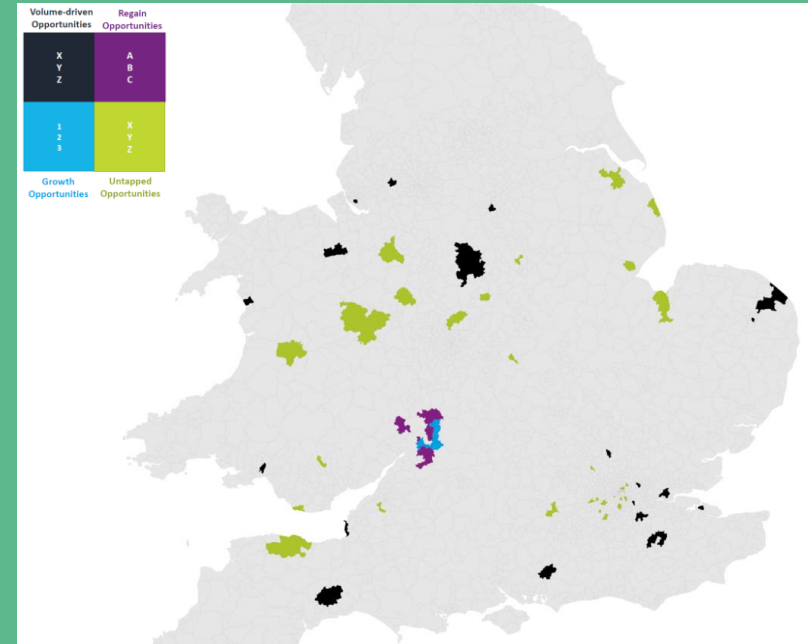 Volume-driven
Opportunities
Regain
Opportunities
X
Y
Z
A
B
C
1
2
3
X
Y
Z
Growth
Opportunities
Untapped
Opportunities